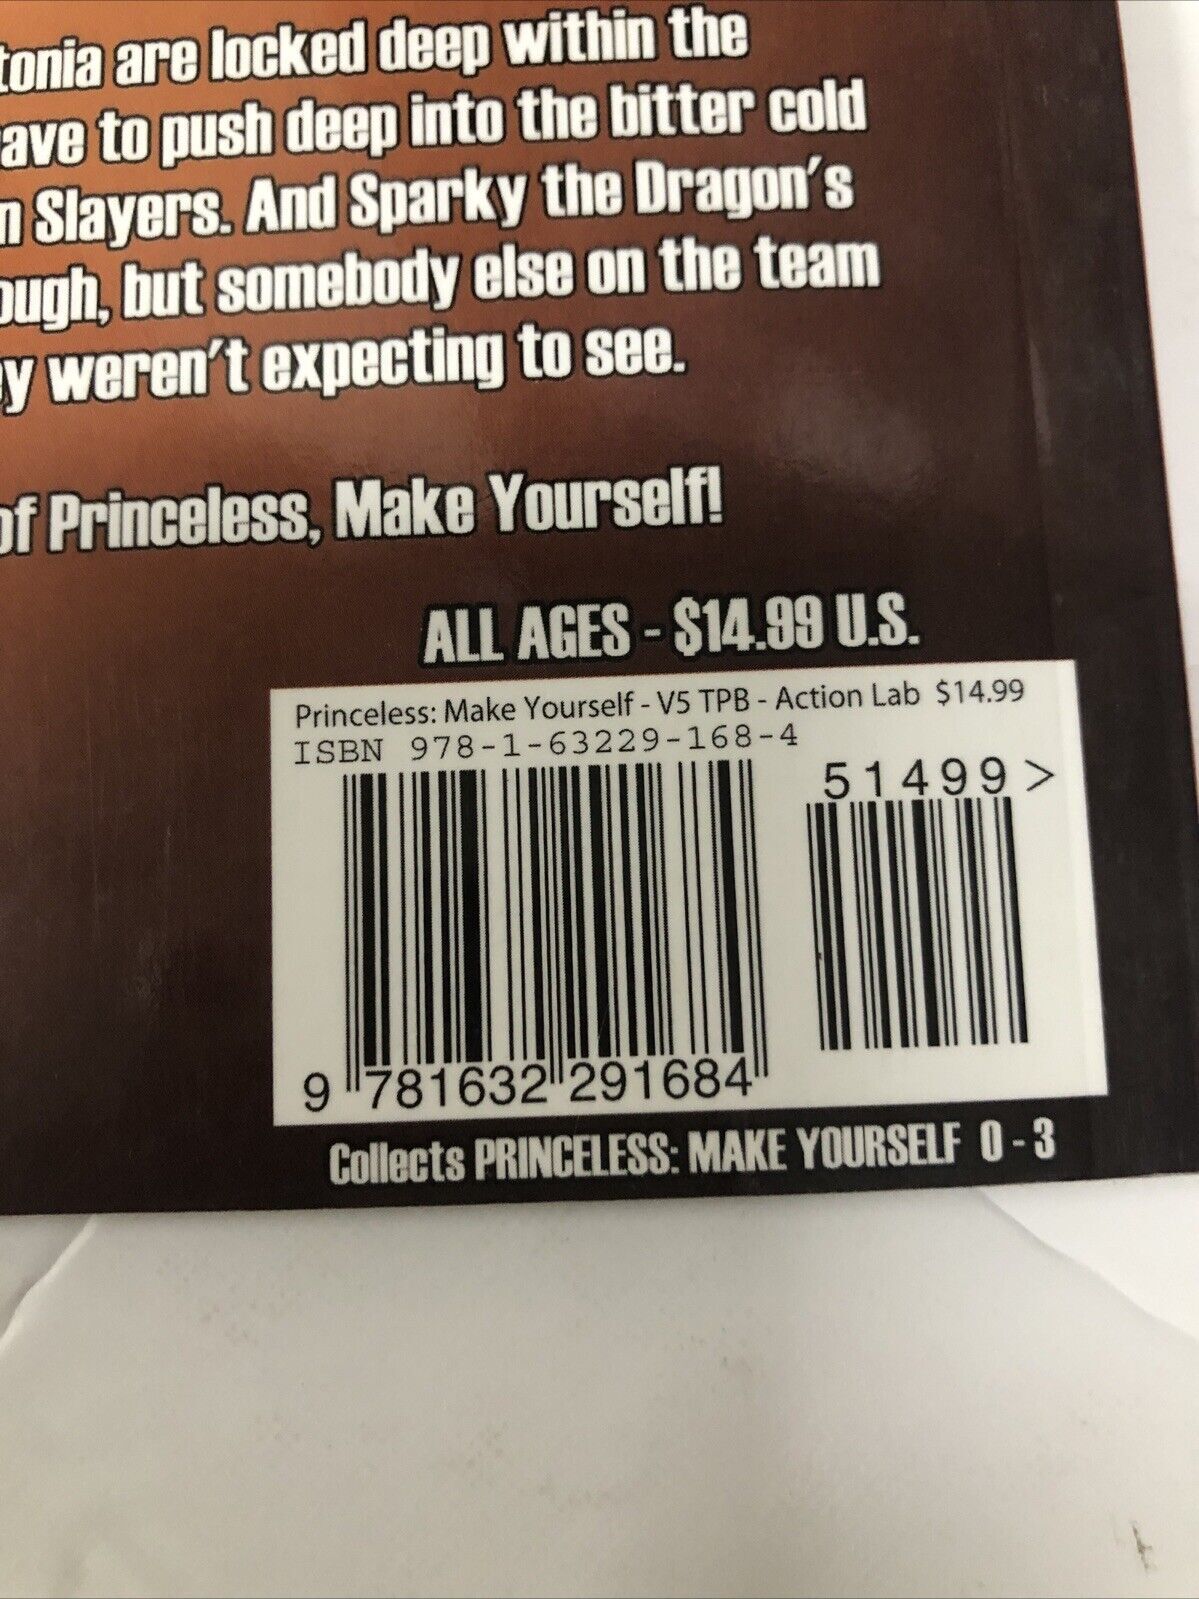 are locked deep within the
to push deep into the bitter cold
Slayers. And Sparky the Dragon's
but somebody else on the team
weren't expecting to see.
of Princeless, Make Yourself!
ALL AGES - $14.99 U.S.
Princeless: Make Yourself - V5 TPB - Action Lab $14.99
ISBN 978-1-63229-168-4
51499>
9 781632 291684
Collects PRINCELESS: MAKE YOURSELF 0 - 3